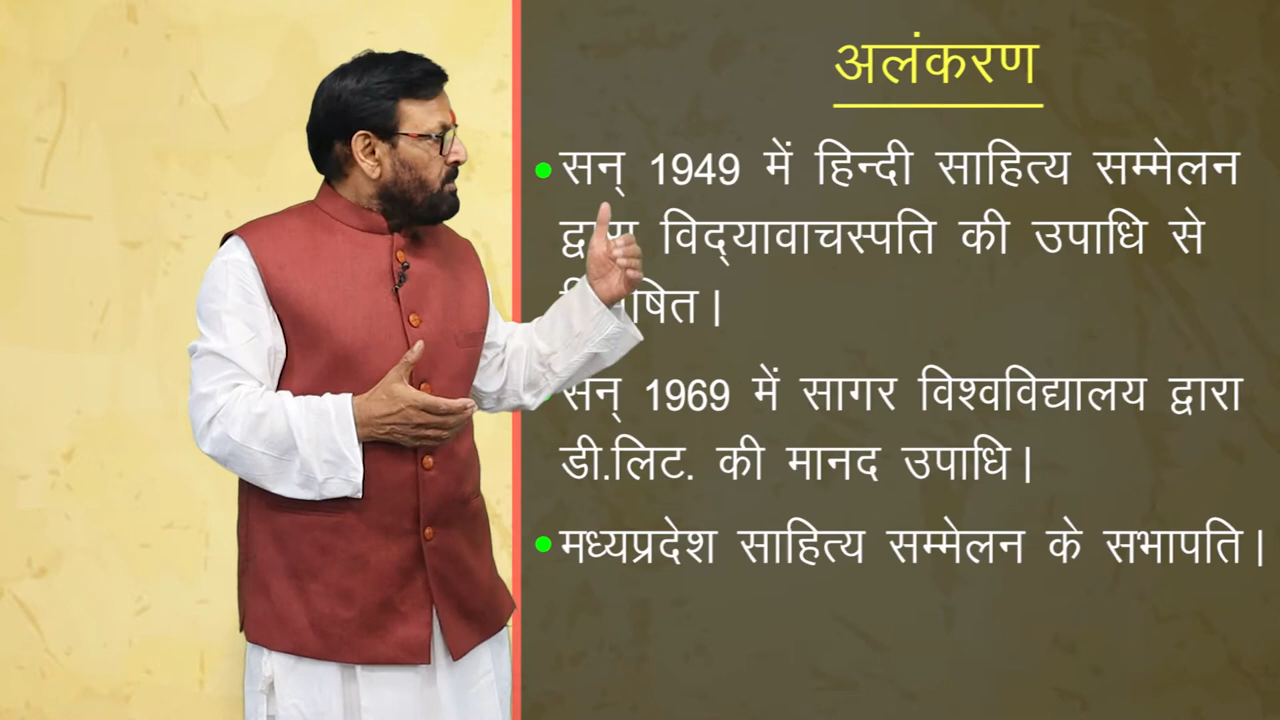 अलंकरण
सन् 1949 में हिन्दी साहित्य सम्मेलन
विद्यावाचस्पति की उपाधि से
सन् 1969 में सागर विश्वविद्यालय द्वारा
डी.लिट. की मानद उपाधि।
मध्यप्रदेश साहित्य सम्मेलन के सभापति।